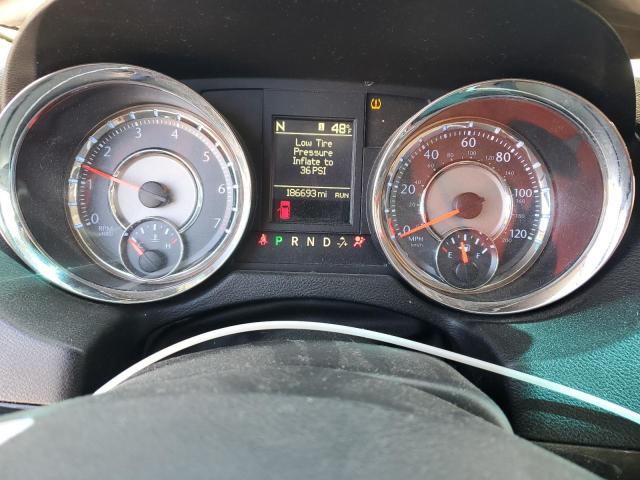 N 48°F
Low Tire
Pressure
Inflate to
36 PSI
186693 mi RUN
0 1 2 3 4 5 6 7
RPM
H
P R N D
0 20 40 60 80 100 120
MPH
E F